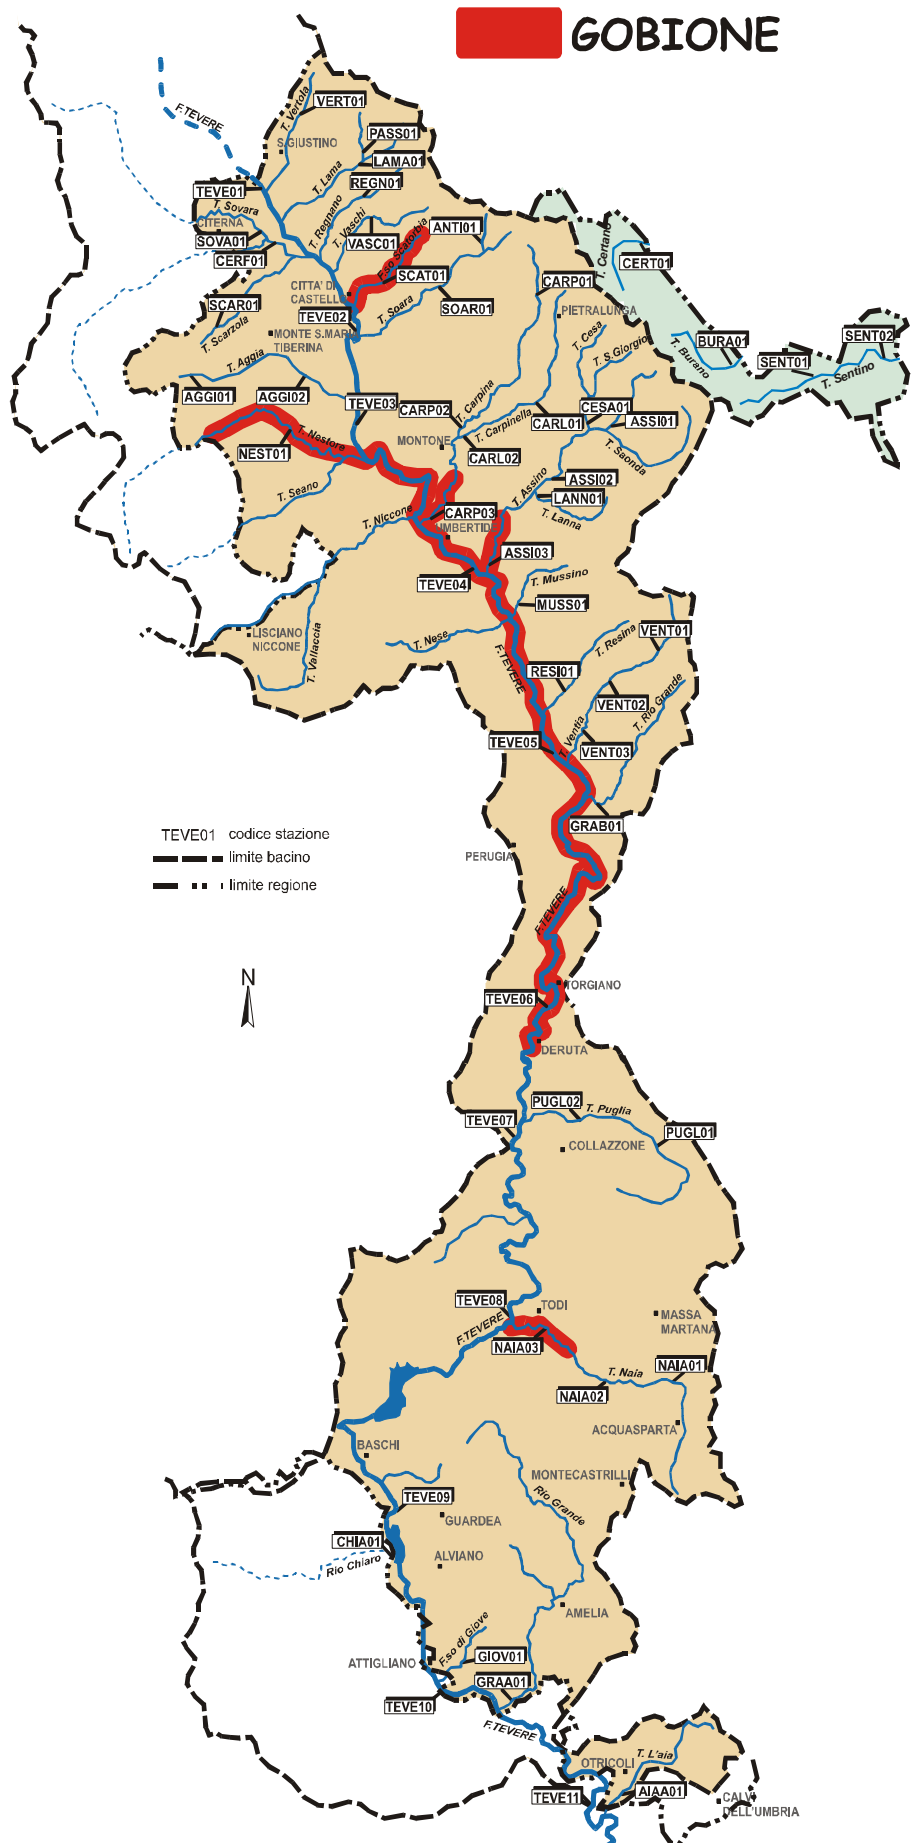 GOBIONE
F.TEVERE
T. Vertola
VERT01
S.GIUSTINO
PASS01
LAMA01
T. Lama
REGN01
TEVE01
T. Sovara
CITERNA
SOVA01
CERF01
T. Regnano
T. Vaschi
VASC01
F.so Scatorbia
ANTI01
T. Certano
CERT01
SCAT01
CARP01
CITTA' DI
CASTELLO
SOAR01
T. Soara
SCAR01
T. Scarzola
TEVE02
PIETRALUNGA
MONTE S.MARIA
TIBERINA
T. Cesa
T. S.Giorgio
BURA01
T. Burano
SENT01
SENT02
T. Sentino
T. Aggia
AGGI01
AGGI02
TEVE03
CARP02
T. Carpina
T. Carpinella
CESA01
CARL01
ASSI01
NEST01
T. Nestore
MONTONE
CARL02
T. Saonda
T. Seano
T. Assino
ASSI02
LANN01
T. Lanna
T. Niccone
CARP03
UMBERTIDE
ASSI03
TEVE04
T. Mussino
MUSS01
LISCIANO
NICCONE
T. Vallaccia
T. Nese
F.TEVERE
T. Resina
VENT01
RESI01
VENT02
T. Rio Grande
TEVE05
T. Ventia
VENT03
GRAB01
TEVE01 codice stazione
limite bacino
limite regione
PERUGIA
F.TEVERE
N
TORGIANO
TEVE06
DERUTA
PUGL02
T. Puglia
TEVE07
PUGL01
COLLAZZONE
TEVE08
TODI
F.TEVERE
NAIA03
MASSA
MARTANA
T. Naia
NAIA01
NAIA02
ACQUASPARTA
BASCHI
MONTECASTRILLI
TEVE09
Rio Grande
GUARDEA
CHIA01
Rio Chiaro
ALVIANO
AMELIA
F.so di Giove
ATTIGLIANO
GIOV01
GRAA01
TEVE10
F.TEVERE
OTRICOLI
T. L'aia
TEVE11
AIAA01
CALVI
DELL'UMBRIA